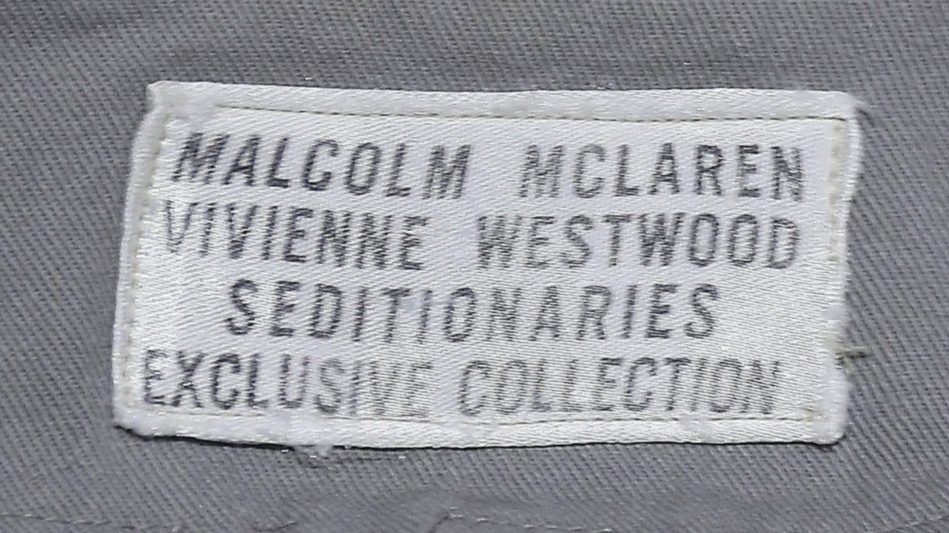 MALCOLM MCLAREN
VIVIENNE WESTWOOD
SEDITIONARIES
EXCLUSIVE COLLECTION